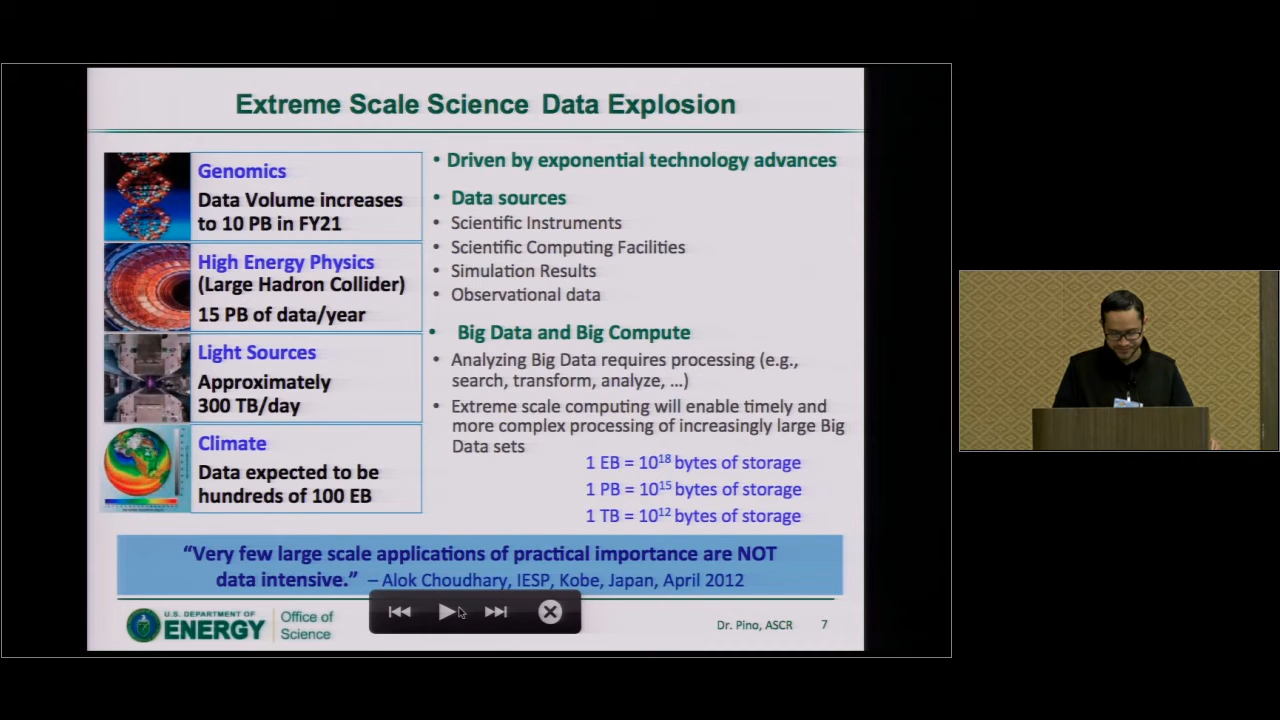 Extreme Scale Science Data Explosion
Genomics
Data Volume increases
to 10 PB in FY21
High Energy Physics
(Large Hadron Collider)
15 PB of data/year
Light Sources
Approximately
300 TB/day
Climate
Data expected to be
hundreds of 100 EB
• Driven by exponential technology advances
• Data sources
• Scientific Instruments
• Scientific Computing Facilities
• Simulation Results
• Observational data
• Big Data and Big Compute
• Analyzing Big Data requires processing (e.g.,
search, transform, analyze, …)
• Extreme scale computing will enable timely and
more complex processing of increasingly large Big
Data sets
1 EB = 10¹⁸ bytes of storage
1 PB = 10¹⁵ bytes of storage
1 TB = 10¹² bytes of storage
“Very few large scale applications of practical importance are NOT
data intensive.” – Alok Choudhary, IESP, Kobe, Japan, April 2012
U.S. DEPARTMENT OF
ENERGY
Office of
Science
Dr. Pino, ASCR 7